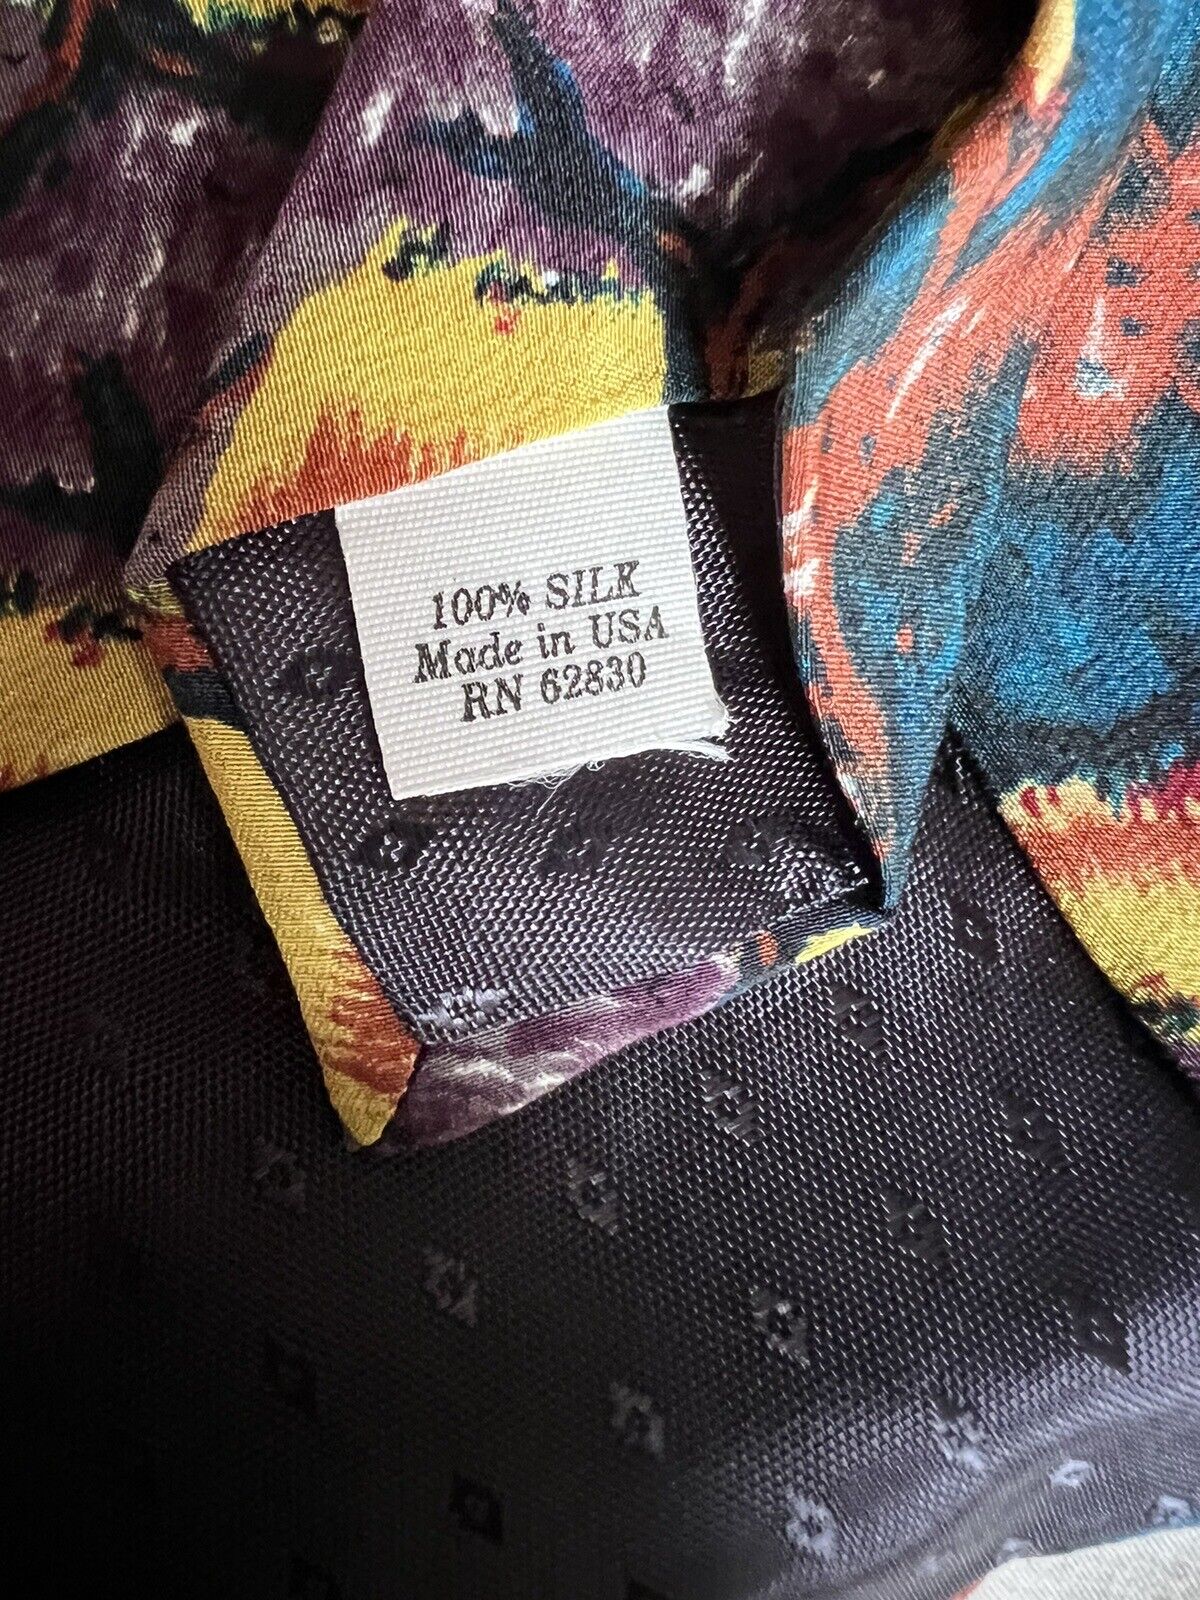 100% SILK
Made in USA
RN 62830